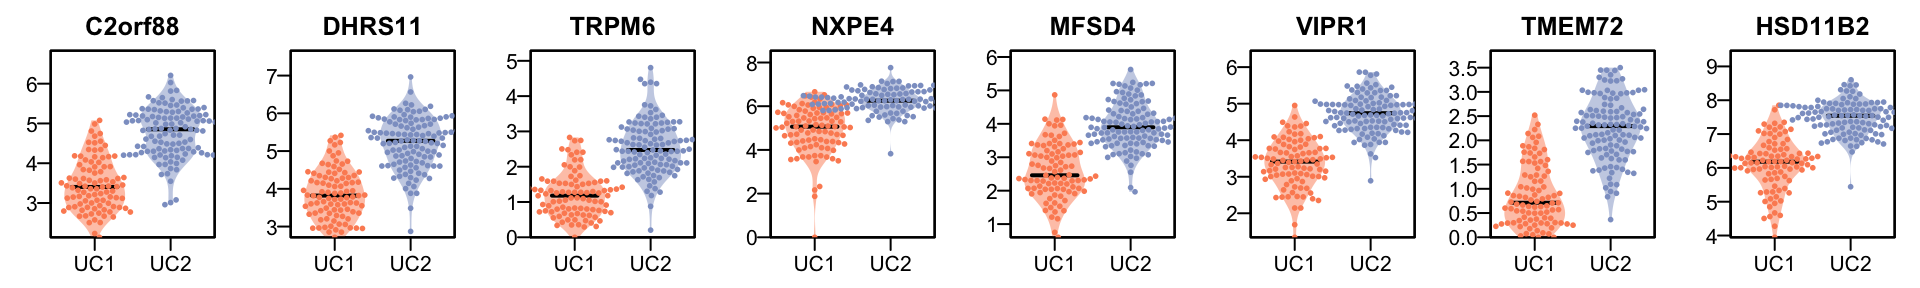 C2orf88 DHRS11 TRPM6 NXPE4 MFSD4 VIPR1 TMEM72 HSD11B2
6 5 4 3
7 6 5 4 3
5 4 3 2 1 0
8 6 4 2 0
6 5 4 3 2 1
6 5 4 3 2
3.5 3.0 2.5 2.0 1.5 1.0 0.5 0.0
9 8 7 6 5 4
UC1 UC2 UC1 UC2 UC1 UC2 UC1 UC2 UC1 UC2 UC1 UC2 UC1 UC2 UC1 UC2